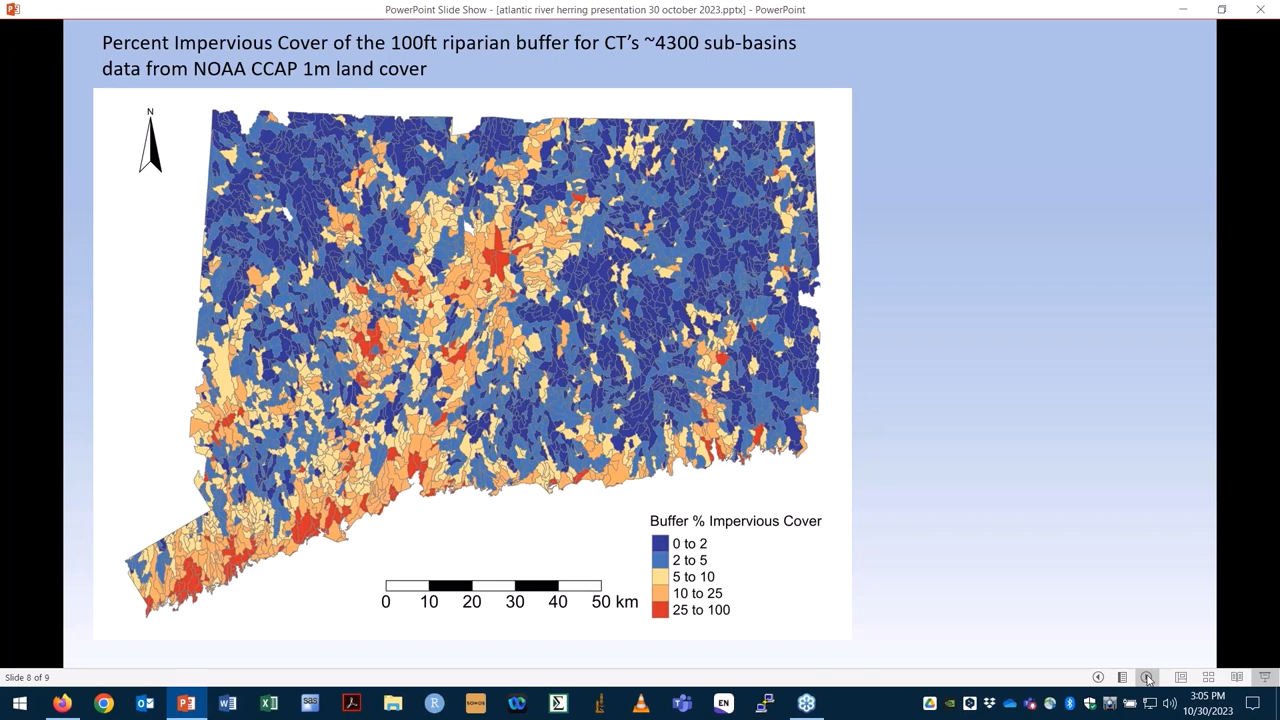 PowerPoint Slide Show - [atlantic river herring presentation 30 october 2023.pptx] - PowerPoint
Percent Impervious Cover of the 100ft riparian buffer for CT's ~4300 sub-basins
data from NOAA CCAP 1m land cover
N
Buffer % Impervious Cover
0 to 2
2 to 5
5 to 10
10 to 25
25 to 100
0 10 20 30 40 50 km
Slide 8 of 9
EN
3:05 PM
10/30/2023